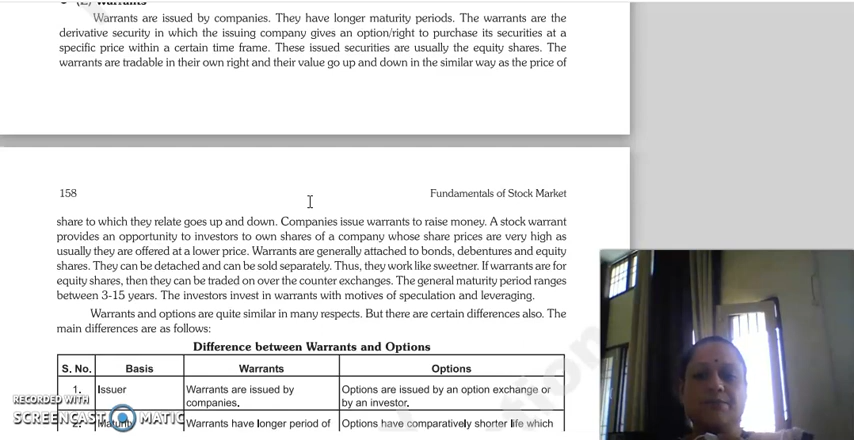 (2) Warrants
Warrants are issued by companies. They have longer maturity periods. The warrants are the
derivative security in which the issuing company gives an option/right to purchase its securities at a
specific price within a certain time frame. These issued securities are usually the equity shares. The
warrants are tradable in their own right and their value go up and down in the similar way as the price of
158
Fundamentals of Stock Market
share to which they relate goes up and down. Companies issue warrants to raise money. A stock warrant
provides an opportunity to investors to own shares of a company whose share prices are very high as
usually they are offered at a lower price. Warrants are generally attached to bonds, debentures and equity
shares. They can be detached and can be sold separately. Thus, they work like sweetner. If warrants are for
equity shares, then they can be traded on over the counter exchanges. The general maturity period ranges
between 3-15 years. The investors invest in warrants with motives of speculation and leveraging.
Warrants and options are quite similar in many respects. But there are certain differences also. The
main differences are as follows:
Difference between Warrants and Options
S. No. Basis Warrants Options
1. Issuer Warrants are issued by companies. Options are issued by an option exchange or by an investor.
2. Maturity Warrants have longer period of Options have comparatively shorter life which
RECORDED WITH
SCREENCAST MATIC